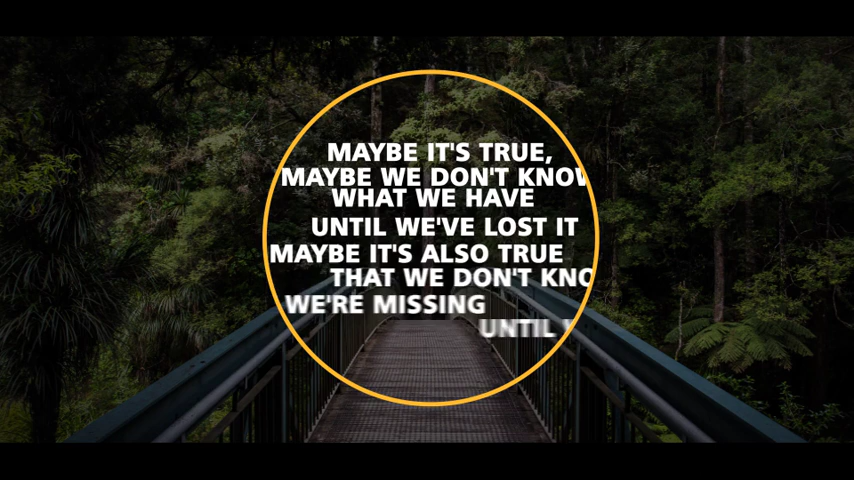 MAYBE IT'S TRUE,
MAYBE WE DON'T KNOW
WHAT WE HAVE
UNTIL WE'VE LOST IT
MAYBE IT'S ALSO TRUE
THAT WE DON'T KNO
WE'RE MISSING
UNTIL